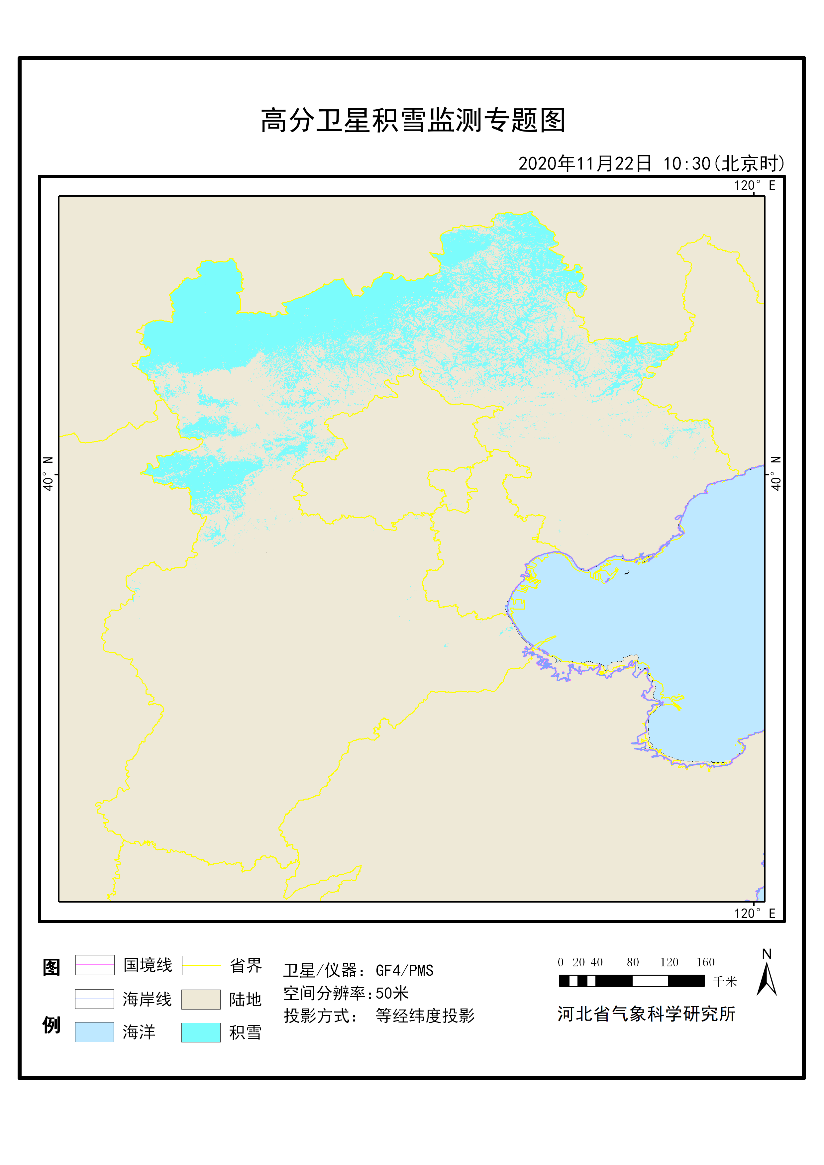 高分卫星积雪监测专题图
2020年11月22日 10:30(北京时)
120° E
40° N
40° N
120° E
图
例
国境线
省界
海岸线
陆地
海洋
积雪
卫星/仪器: GF4/PMS
空间分辨率:50米
投影方式: 等经纬度投影
0 20 40 80 120 160
千米
河北省气象科学研究所
N